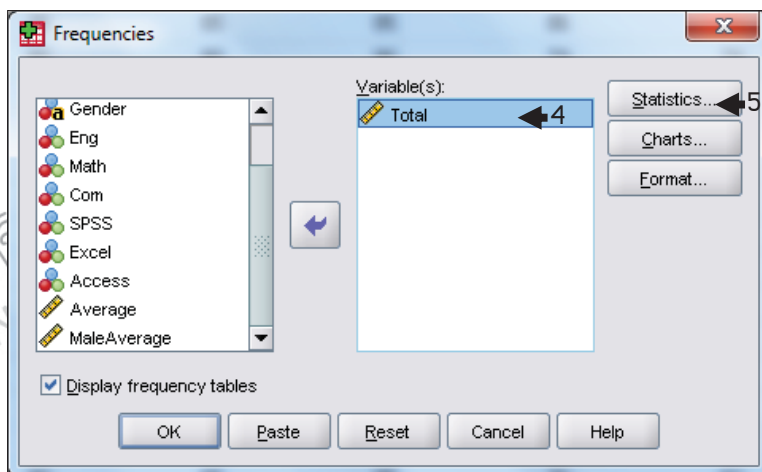 Frequencies
Variable(s):
Gender
Eng
Math
Com
SPSS
Excel
Access
Average
MaleAverage
Total
4
Statistics...
5
Charts...
Format...
Display frequency tables
OK
Paste
Reset
Cancel
Help